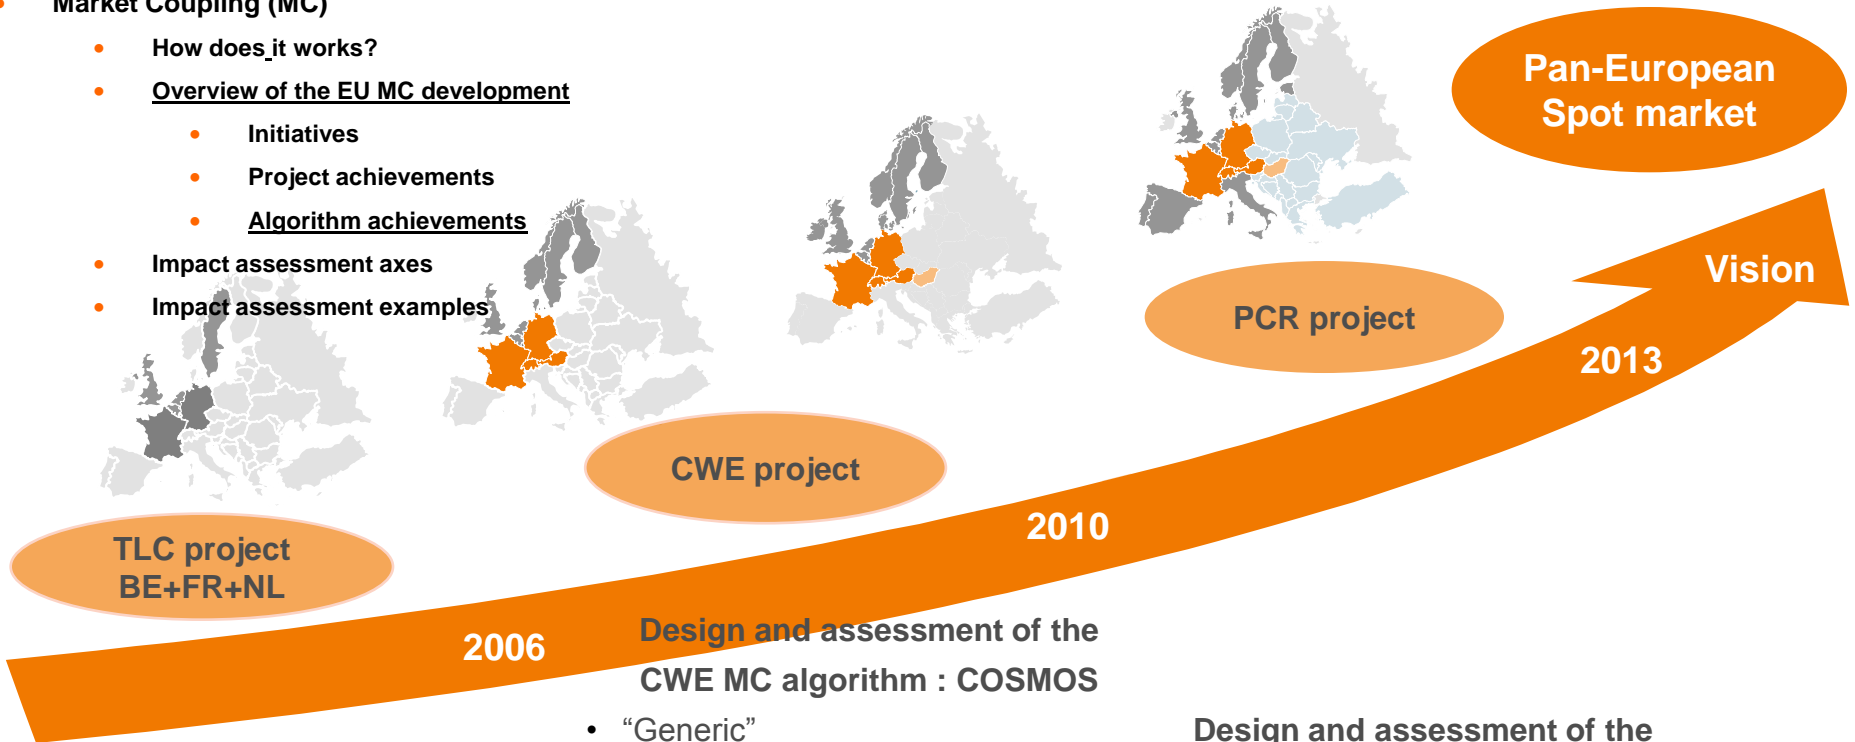 Market Coupling (MC)
How does it works?
Overview of the EU MC development
Initiatives
Project achievements
Algorithm achievements
Impact assessment axes
Impact assessment examples
Pan-European
Spot market
Vision
PCR project
2013
CWE project
2010
TLC project
BE+FR+NL
2006
Design and assessment of the
CWE MC algorithm : COSMOS
• “Generic”
Design and assessment of the